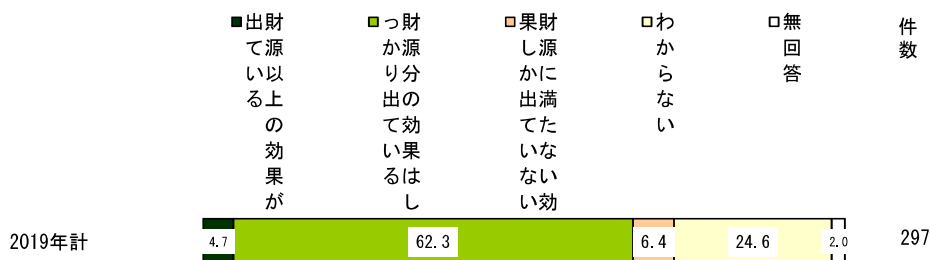 ■財源以上の効果が
出ている
■財源分の効果はし
っかり出ている
■財源に満たない効
果しか出ていない
□わからない
□無回答
件数
2019年計 4.7 62.3 6.4 24.6 2.0 297